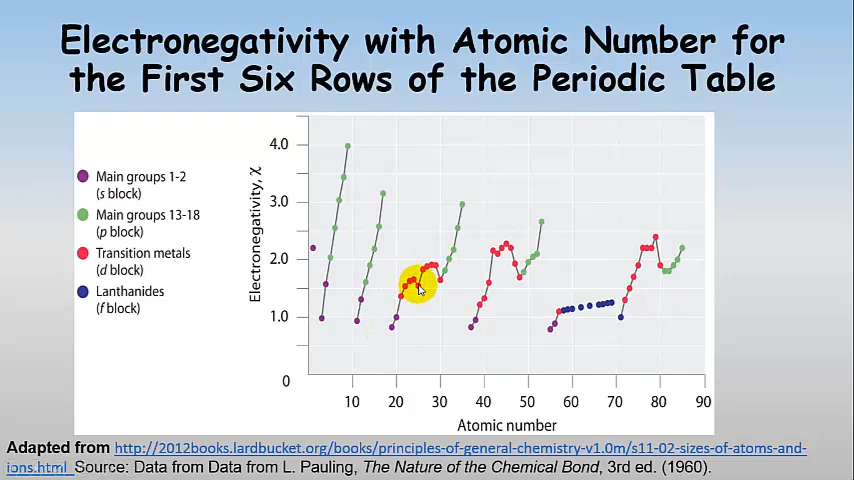 Electronegativity with Atomic Number for
the First Six Rows of the Periodic Table
Main groups 1-2
(s block)
Main groups 13-18
(p block)
Transition metals
(d block)
Lanthanides
(f block)
Electronegativity, χ
4.0
3.0
2.0
1.0
0
10 20 30 40 50 60 70 80 90
Atomic number
Adapted from http://2012books.lardbucket.org/books/principles-of-general-chemistry-v1.0m/s11-02-sizes-of-atoms-and-
ions.html Source: Data from Data from L. Pauling, The Nature of the Chemical Bond, 3rd ed. (1960).